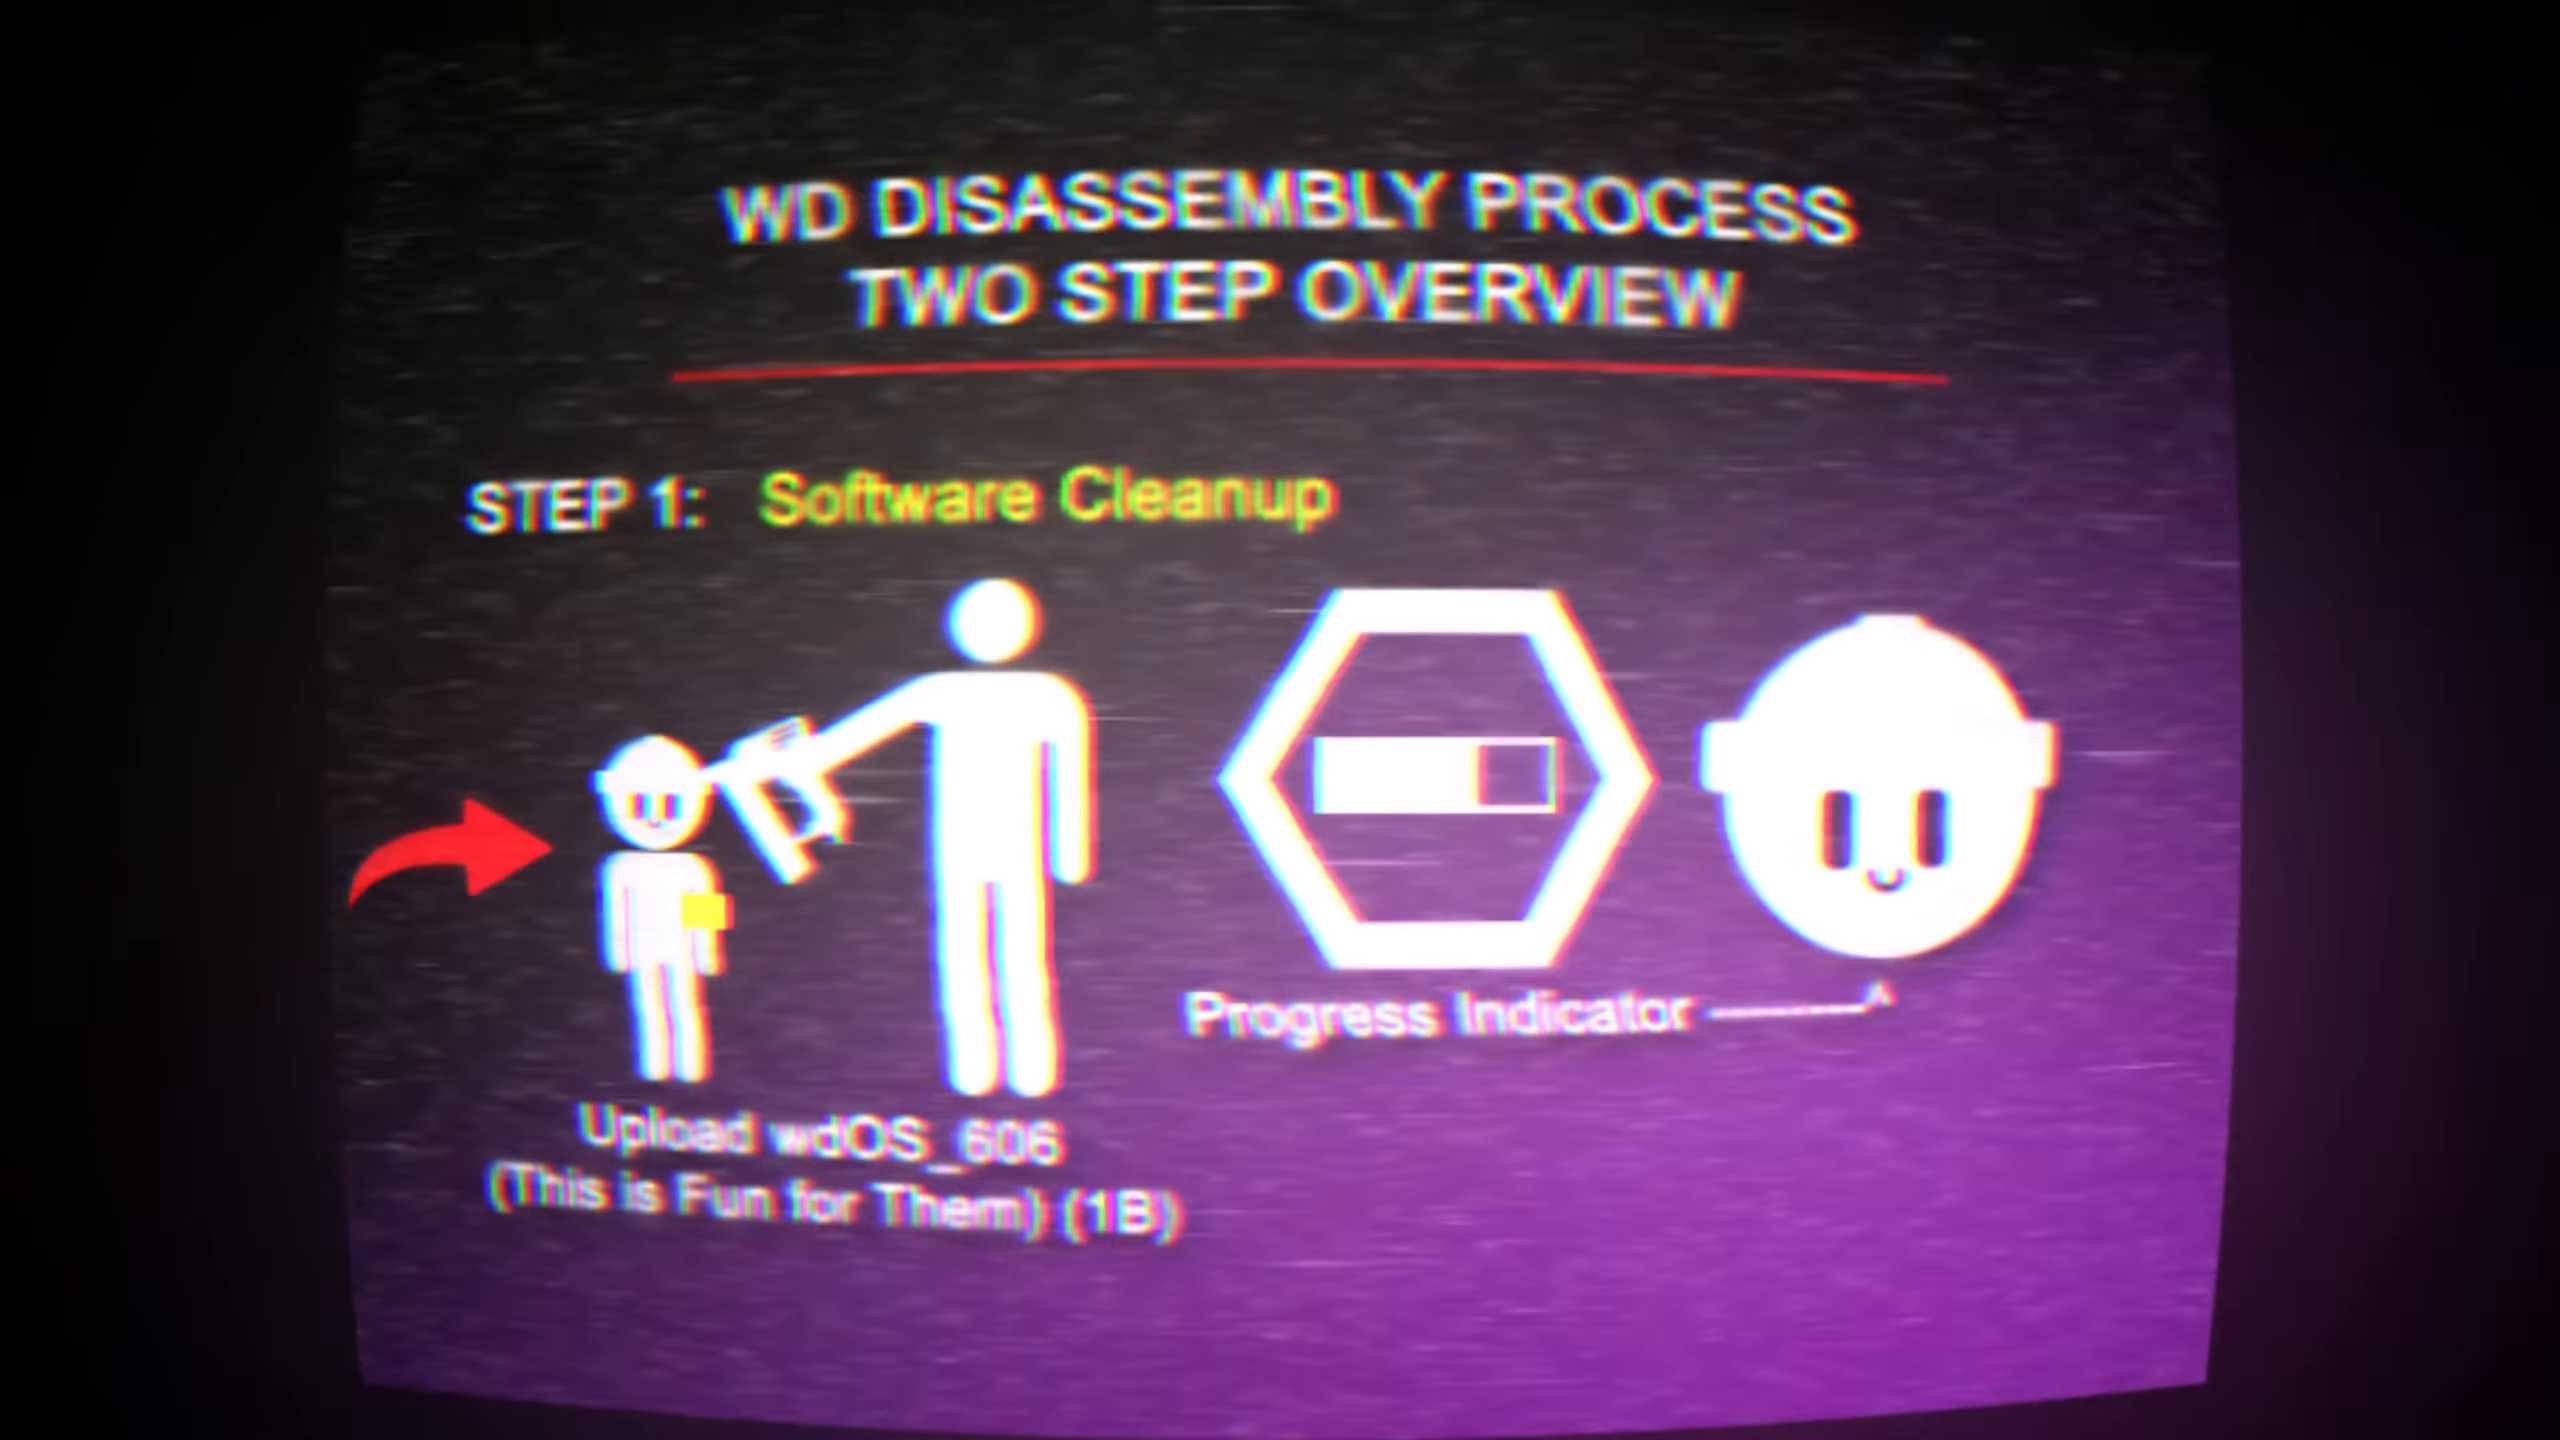 WD DISASSEMBLY PROCESS
TWO STEP OVERVIEW
STEP 1: Software Cleanup
Progress Indicator
Upload wdOS_606
(This is Fun for Them) (1B)